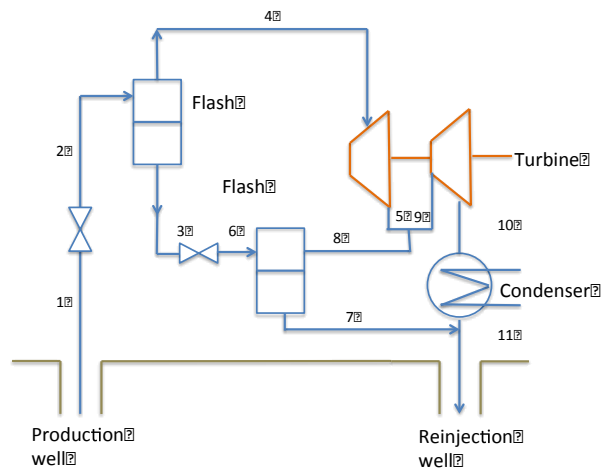 4
Flash
2
Turbine
Flash
5 9
10
3
6
8
Condenser
1
7
11
Production
well
Reinjection
well